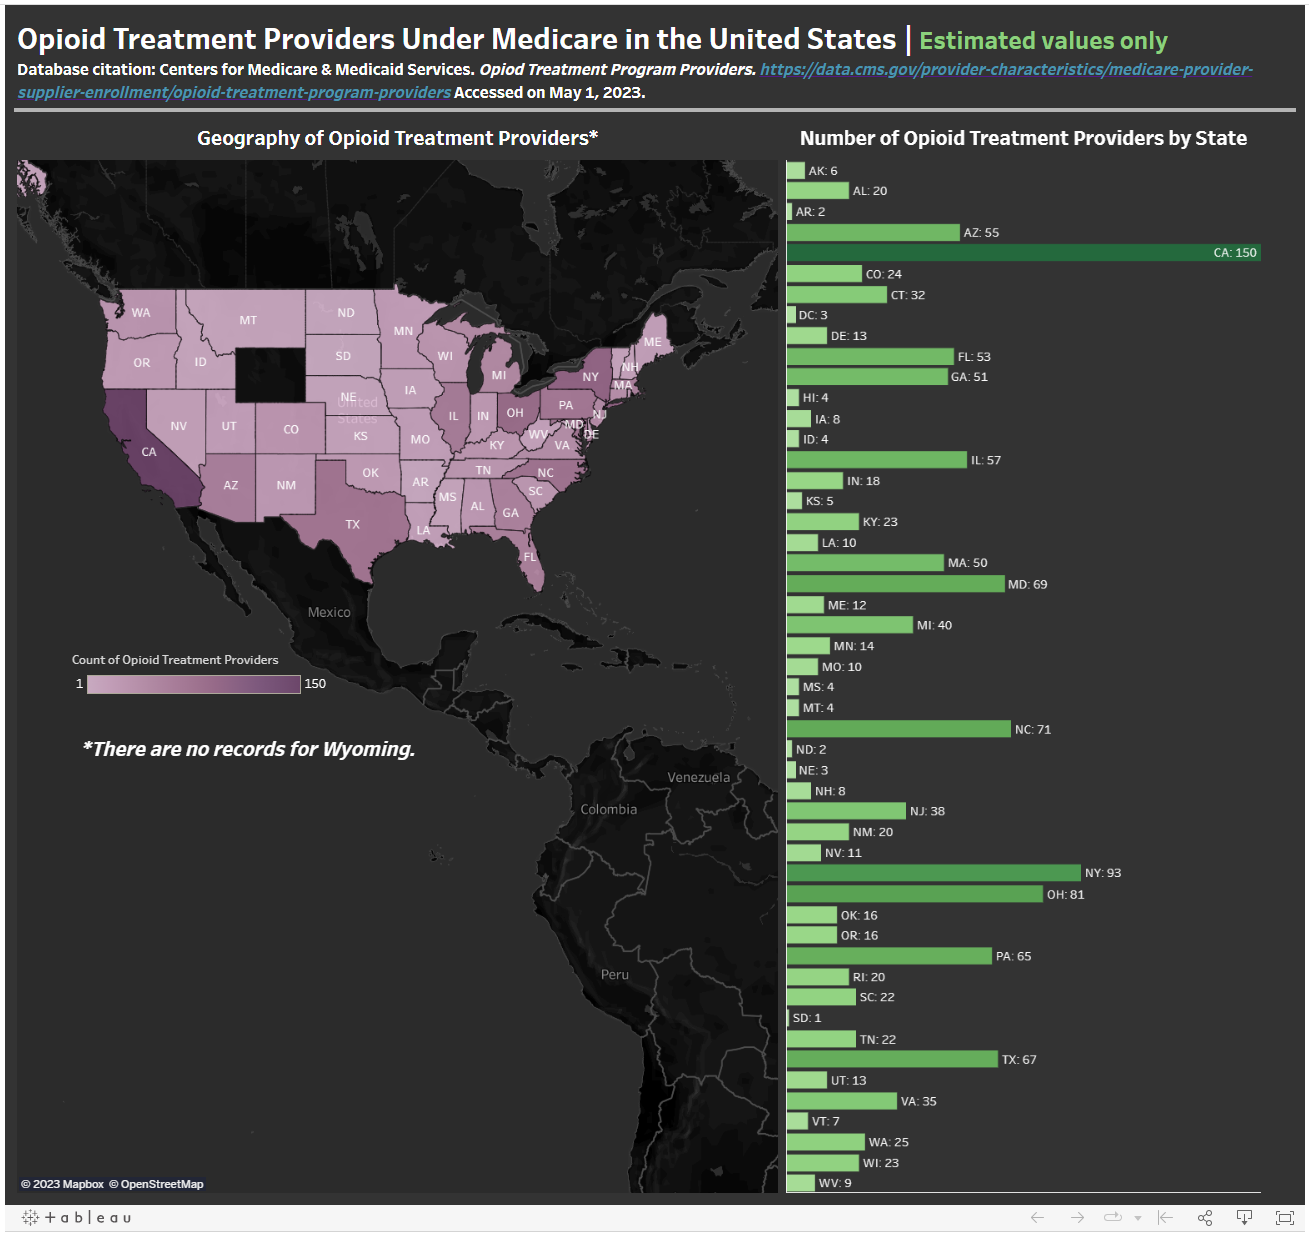 Opioid Treatment Providers Under Medicare in the United States | Estimated values only
Database citation: Centers for Medicare & Medicaid Services. Opiod Treatment Program Providers. https://data.cms.gov/provider-characteristics/medicare-provider-
supplier-enrollment/opioid-treatment-program-providers Accessed on May 1, 2023.
Geography of Opioid Treatment Providers*
WA
MT
ND
MN
ME
OR
ID
SD
WI
MI
NY
NH
MA
NE
United States
IA
PA
NJ
NV
UT
CO
KS
MO
IL
IN
OH
MD
DE
WV
VA
KY
CA
AZ
NM
OK
AR
TN
NC
SC
MS
AL
GA
TX
LA
FL
Mexico
Count of Opioid Treatment Providers
1 150
*There are no records for Wyoming.
Venezuela
Colombia
Peru
© 2023 Mapbox © OpenStreetMap
Number of Opioid Treatment Providers by State
AK: 6
AL: 20
AR: 2
AZ: 55
CA: 150
CO: 24
CT: 32
DC: 3
DE: 13
FL: 53
GA: 51
HI: 4
IA: 8
ID: 4
IL: 57
IN: 18
KS: 5
KY: 23
LA: 10
MA: 50
MD: 69
ME: 12
MI: 40
MN: 14
MO: 10
MS: 4
MT: 4
NC: 71
ND: 2
NE: 3
NH: 8
NJ: 38
NM: 20
NV: 11
NY: 93
OH: 81
OK: 16
OR: 16
PA: 65
RI: 20
SC: 22
SD: 1
TN: 22
TX: 67
UT: 13
VA: 35
VT: 7
WA: 25
WI: 23
WV: 9
+ableau